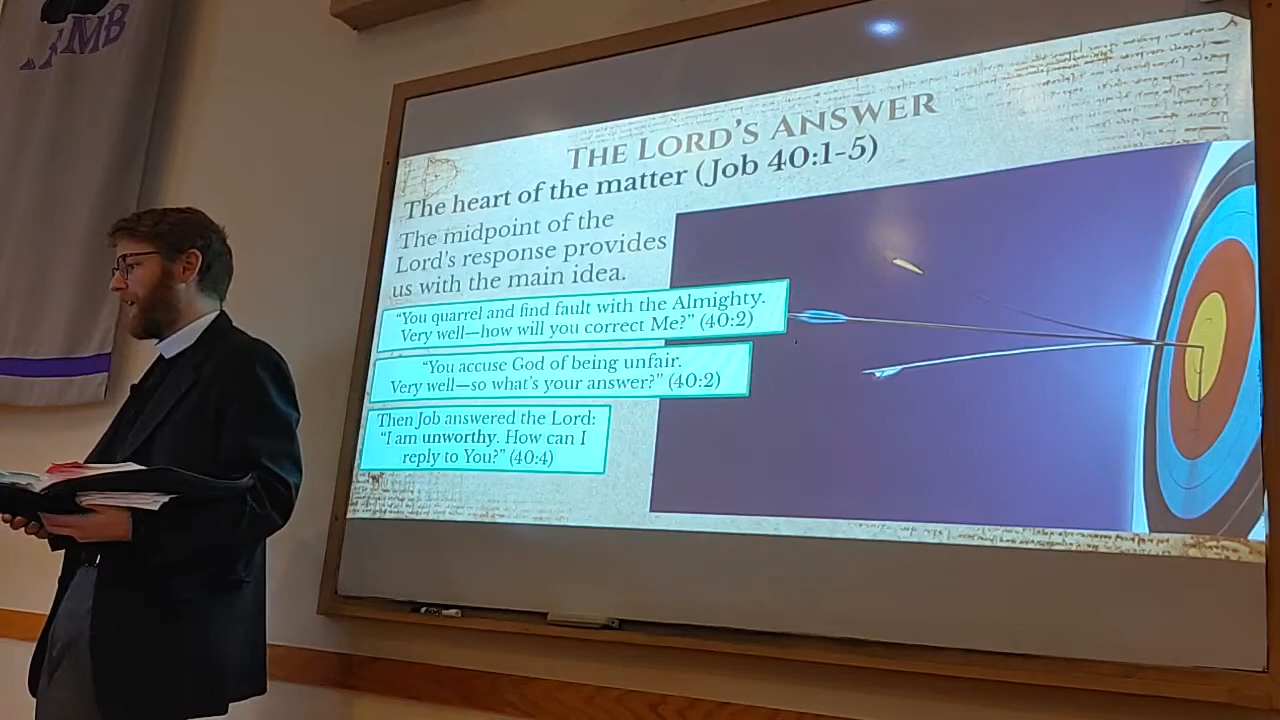 MB
THE LORD'S ANSWER
The heart of the matter (Job 40:1-5)
The midpoint of the
Lord's response provides
us with the main idea.
"You quarrel and find fault with the Almighty.
Very well—how will you correct Me?" (40:2)
"You accuse God of being unfair.
Very well—so what's your answer?" (40:2)
Then Job answered the Lord:
"I am unworthy. How can I
reply to You?" (40:4)